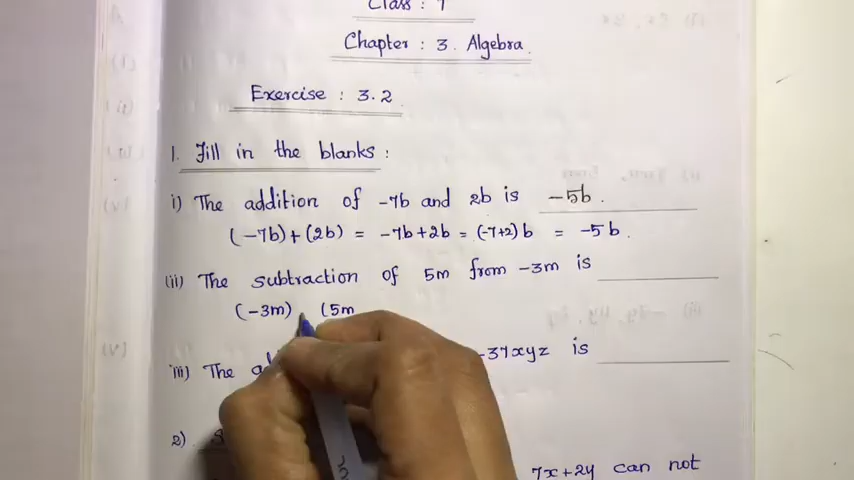 Class : 7
Chapter : 3. Algebra
Exercise : 3.2
1. Fill in the blanks :
i) The addition of -7b and 2b is -5b.
(-7b)+(2b) = -7b+2b = (-7+2)b = -5b.
(ii) The subtraction of 5m from -3m is
(-3m) (5m
iii) The -37xyz is
2)
7x+2y can not